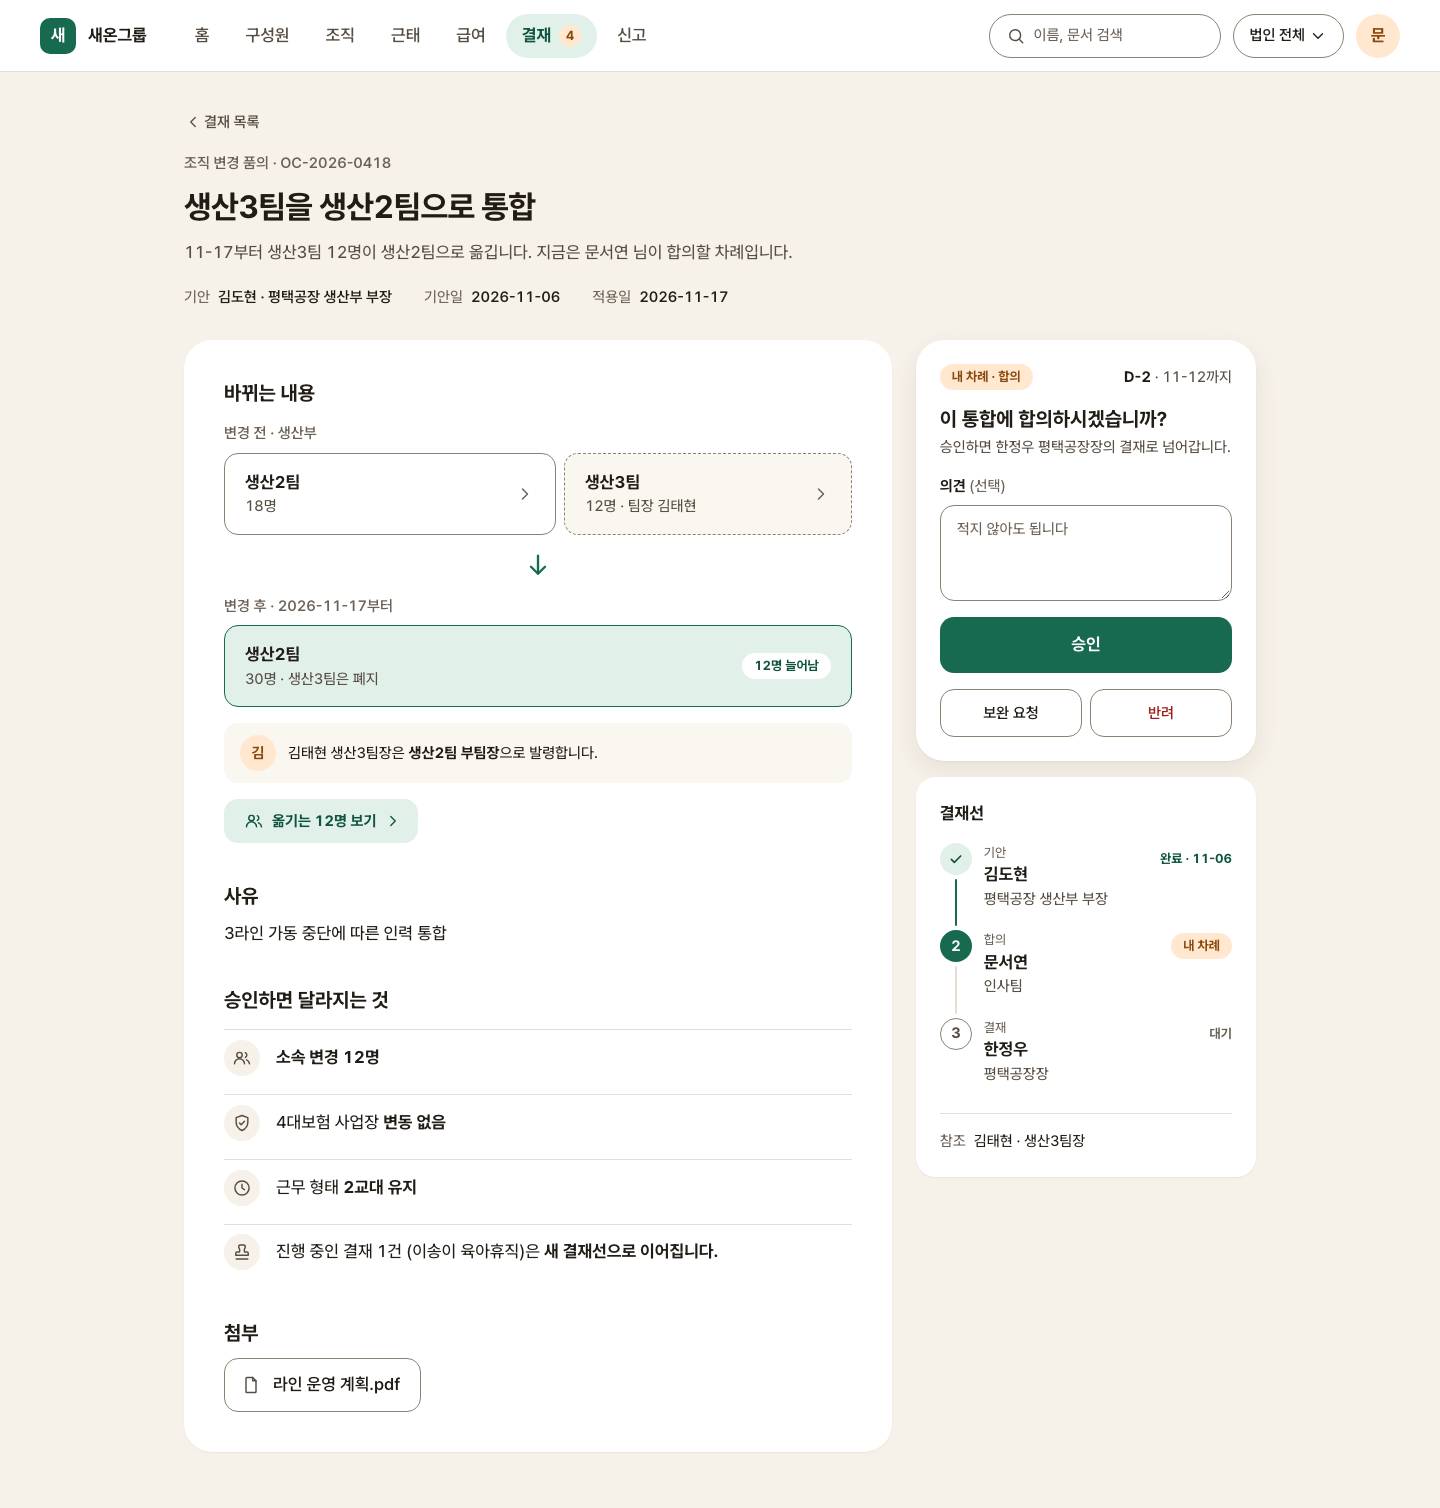 새 새온그룹 홈 구성원 조직 근태 급여 결재 4 신고 이름, 문서 검색 법인 전체 문
결재 목록
조직 변경 품의 · OC-2026-0418
생산3팀을 생산2팀으로 통합
11-17부터 생산3팀 12명이 생산2팀으로 옮깁니다. 지금은 문서연 님이 합의할 차례입니다.
기안 김도현 · 평택공장 생산부 부장 기안일 2026-11-06 적용일 2026-11-17
바뀌는 내용
변경 전 · 생산부
생산2팀
18명
생산3팀
12명 · 팀장 김태현
변경 후 · 2026-11-17부터
생산2팀
30명 · 생산3팀은 폐지
12명 늘어남
김 김태현 생산3팀장은 생산2팀 부팀장으로 발령합니다.
옮기는 12명 보기
사유
3라인 가동 중단에 따른 인력 통합
승인하면 달라지는 것
소속 변경 12명
4대보험 사업장 변동 없음
근무 형태 2교대 유지
진행 중인 결재 1건 (이송이 육아휴직)은 새 결재선으로 이어집니다.
첨부
라인 운영 계획.pdf
내 차례 · 합의 D-2 · 11-12까지
이 통합에 합의하시겠습니까?
승인하면 한정우 평택공장장의 결재로 넘어갑니다.
의견 (선택)
적지 않아도 됩니다
승인
보완 요청 반려
결재선
기안
김도현
평택공장 생산부 부장
완료 · 11-06
2 합의
문서연
인사팀
내 차례
3 결재
한정우
평택공장장
대기
참조 김태현 · 생산3팀장